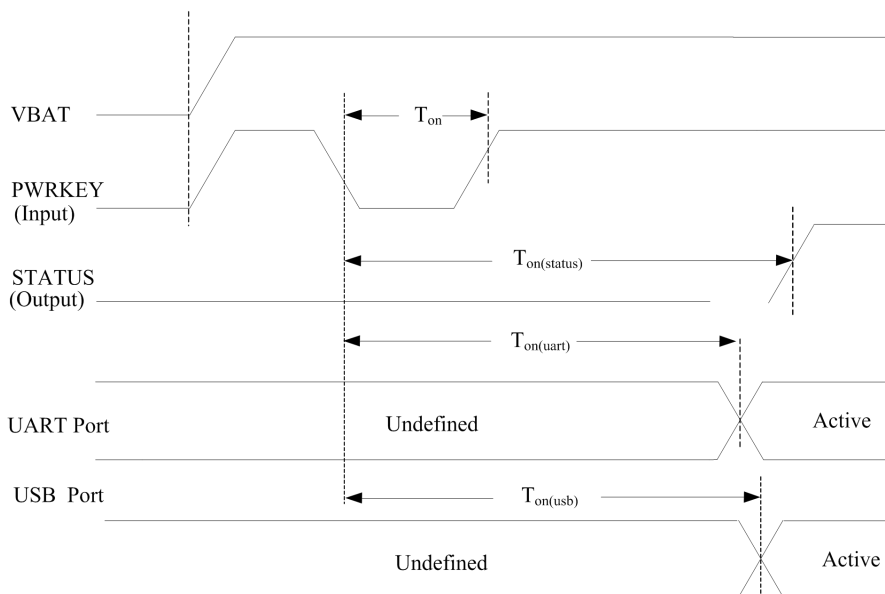 VBAT
Ton
PWRKEY
(Input)
Ton(status)
STATUS
(Output)
Ton(uart)
UART Port
Undefined
Active
USB Port
Ton(usb)
Undefined
Active